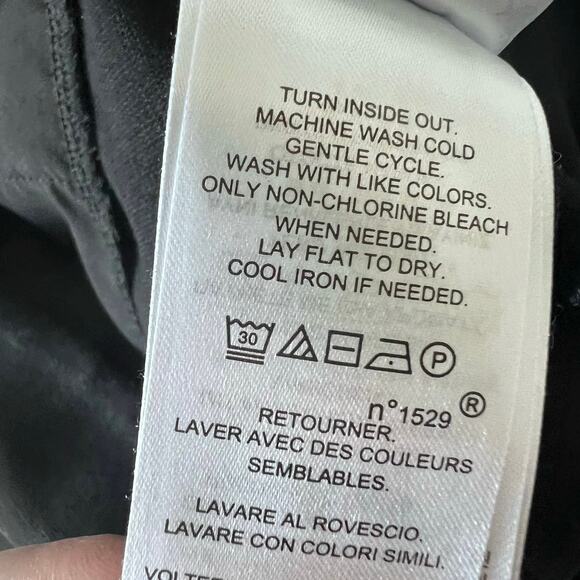 TURN INSIDE OUT.
MACHINE WASH COLD
GENTLE CYCLE.
WASH WITH LIKE COLORS.
ONLY NON-CHLORINE BLEACH
WHEN NEEDED.
LAY FLAT TO DRY.
COOL IRON IF NEEDED.
30 P
n°1529 ®
RETOURNER.
LAVER AVEC DES COULEURS
SEMBLABLES.
LAVARE AL ROVESCIO.
LAVARE CON COLORI SIMILI.